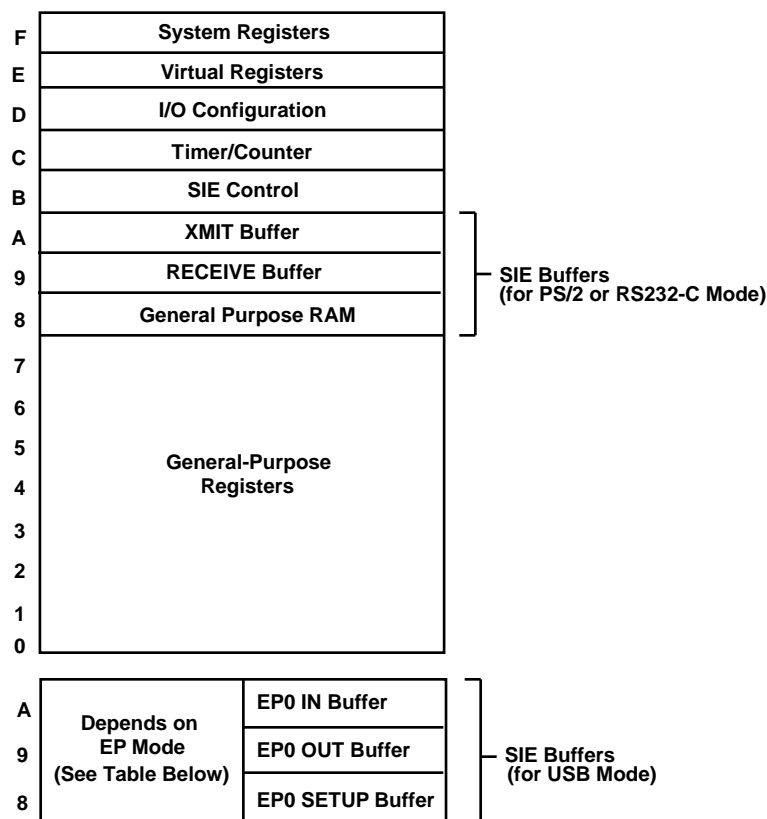 F System Registers
E Virtual Registers
D I/O Configuration
C Timer/Counter
B SIE Control
A XMIT Buffer
9 RECEIVE Buffer
8 General Purpose RAM
SIE Buffers
(for PS/2 or RS232-C Mode)
7
6
5
4
3
2
1
0
General-Purpose
Registers
A
9
8
Depends on
EP Mode
(See Table Below)
EP0 IN Buffer
EP0 OUT Buffer
EP0 SETUP Buffer
SIE Buffers
(for USB Mode)